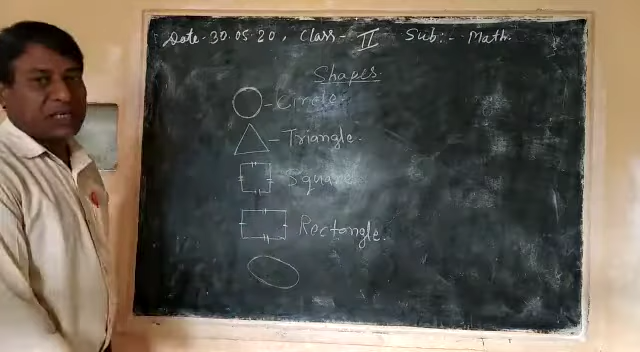 Date- 30.05.20, Class- II Sub:- Math.
Shapes.
- Circle.
- Triangle.
- Square
Rectangle.